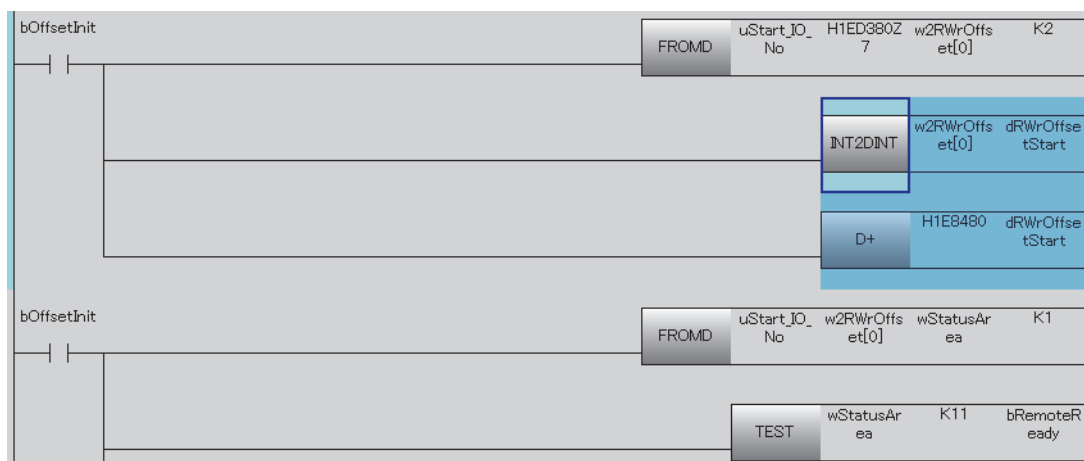 bOffsetInit
FROMD
uStart_IO_
No
H1ED380Z
7
w2RWrOffs
et[0]
K2
INT2DINT
w2RWrOffs
et[0]
dRWrOffse
tStart
D+
H1E8480
dRWrOffse
tStart
bOffsetInit
FROMD
uStart_IO_
No
w2RWrOffs
et[0]
wStatusAr
ea
K1
TEST
wStatusAr
ea
K11
bRemoteR
eady